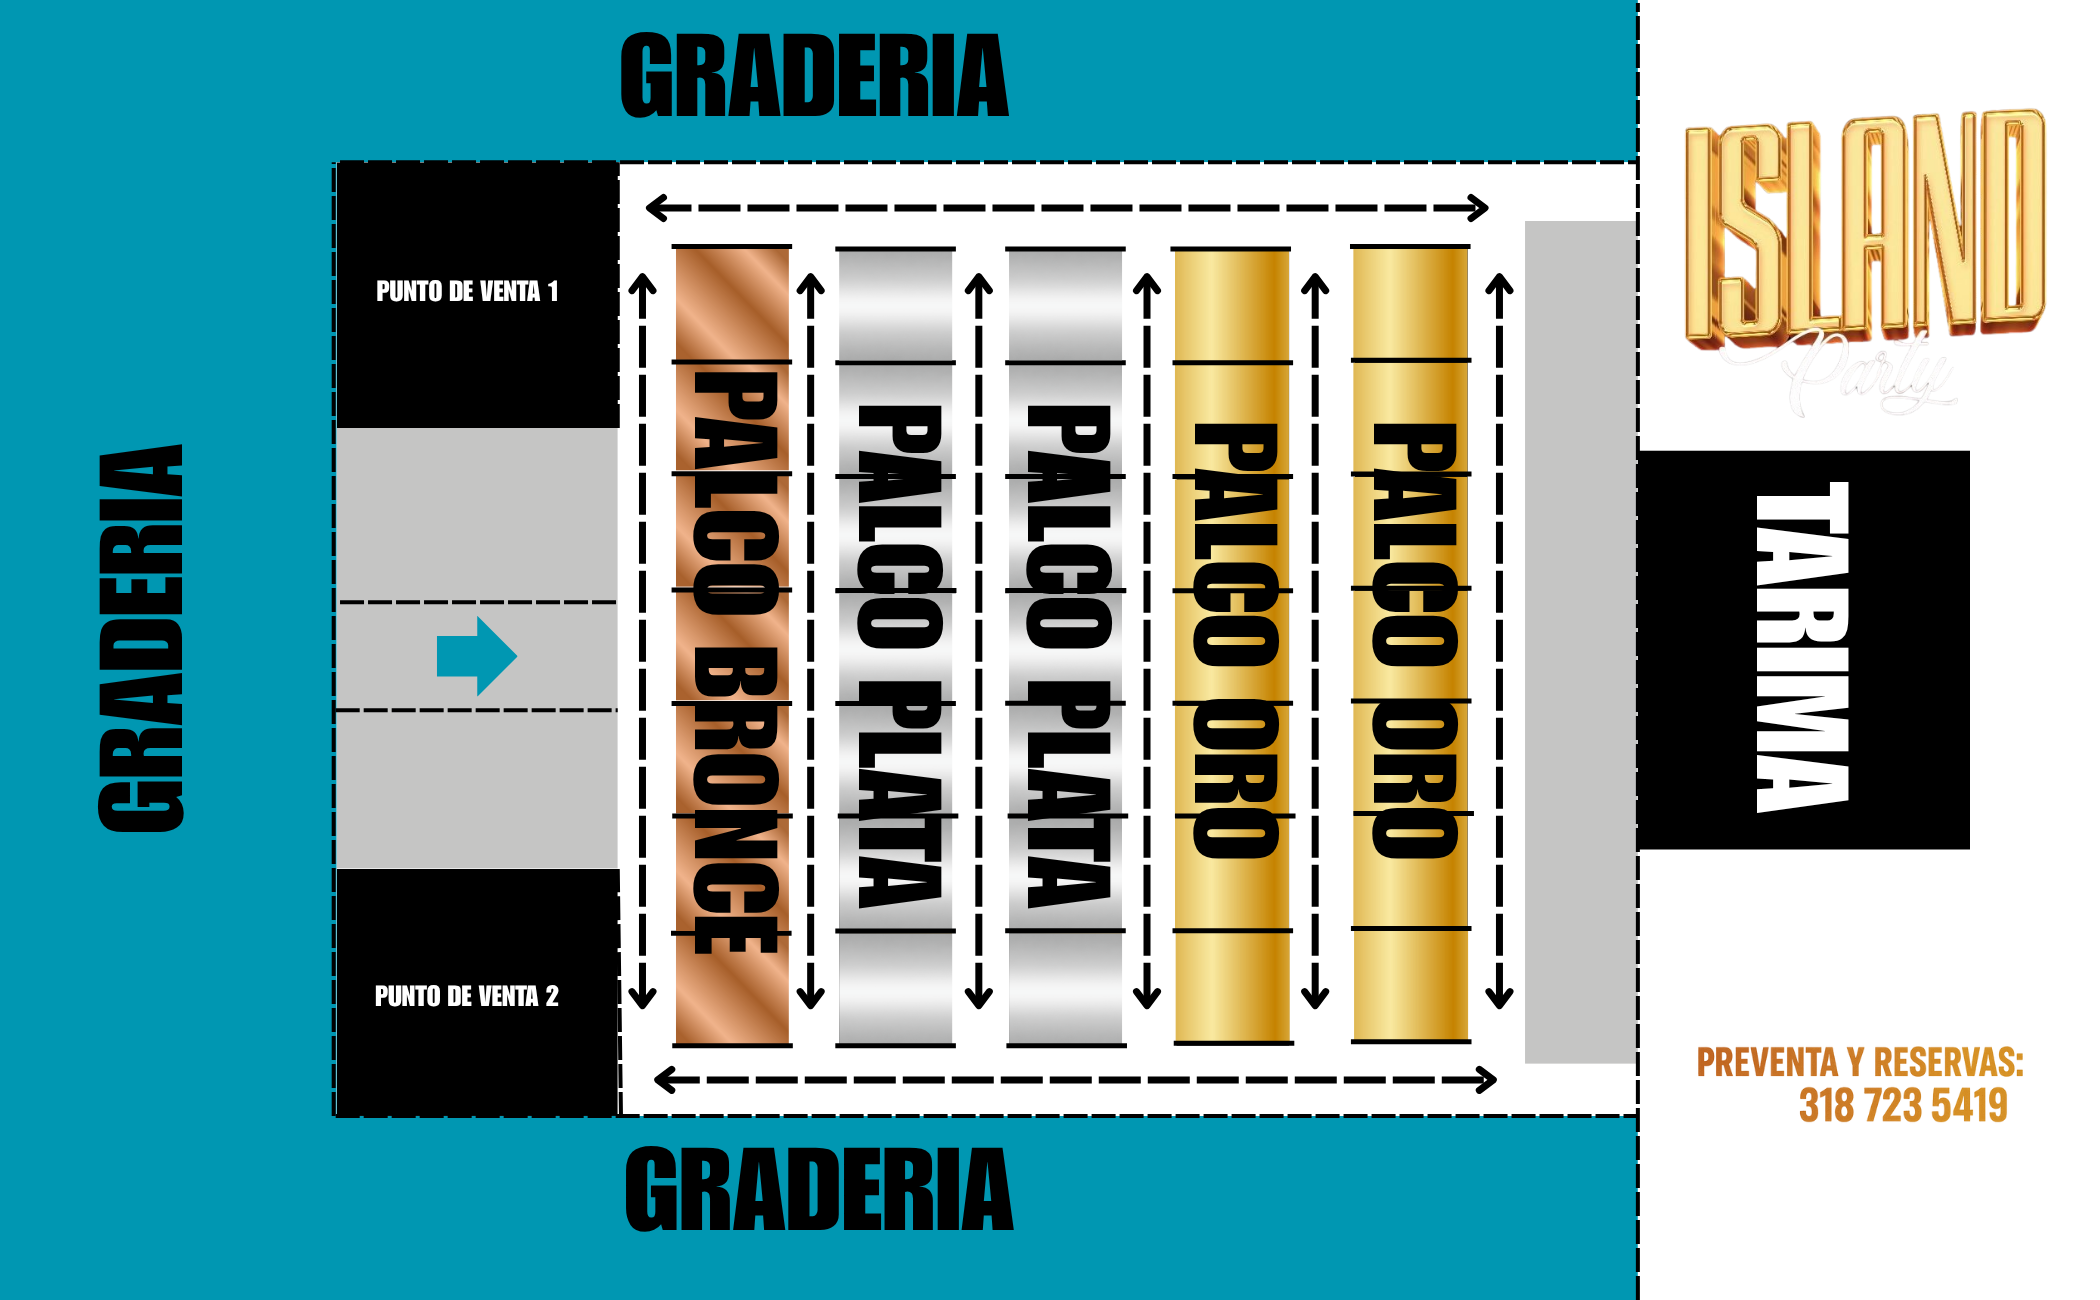 GRADERIA
ISLAND
Party
PUNTO DE VENTA 1
GRADERIA
PALCO BRONCE
PALCO PLATA
PALCO PLATA
PALCO ORO
PALCO ORO
TARIMA
PUNTO DE VENTA 2
PREVENTA Y RESERVAS:
318 723 5419
GRADERIA